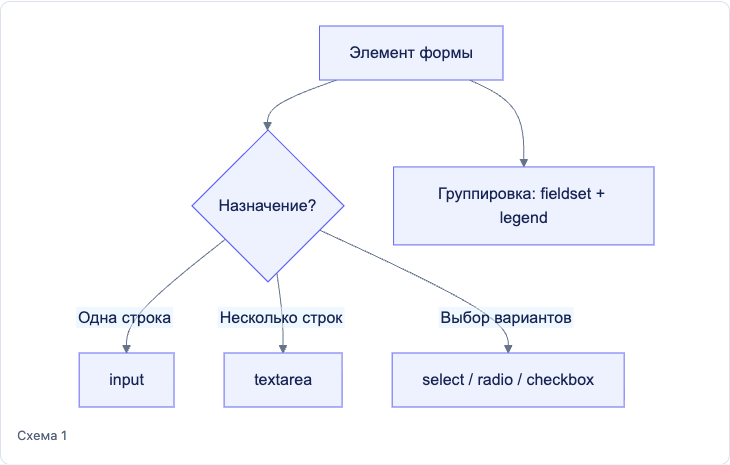 Элемент формы
Назначение?
Группировка: fieldset +
legend
Одна строка
Несколько строк
Выбор вариантов
input
textarea
select / radio / checkbox
Схема 1